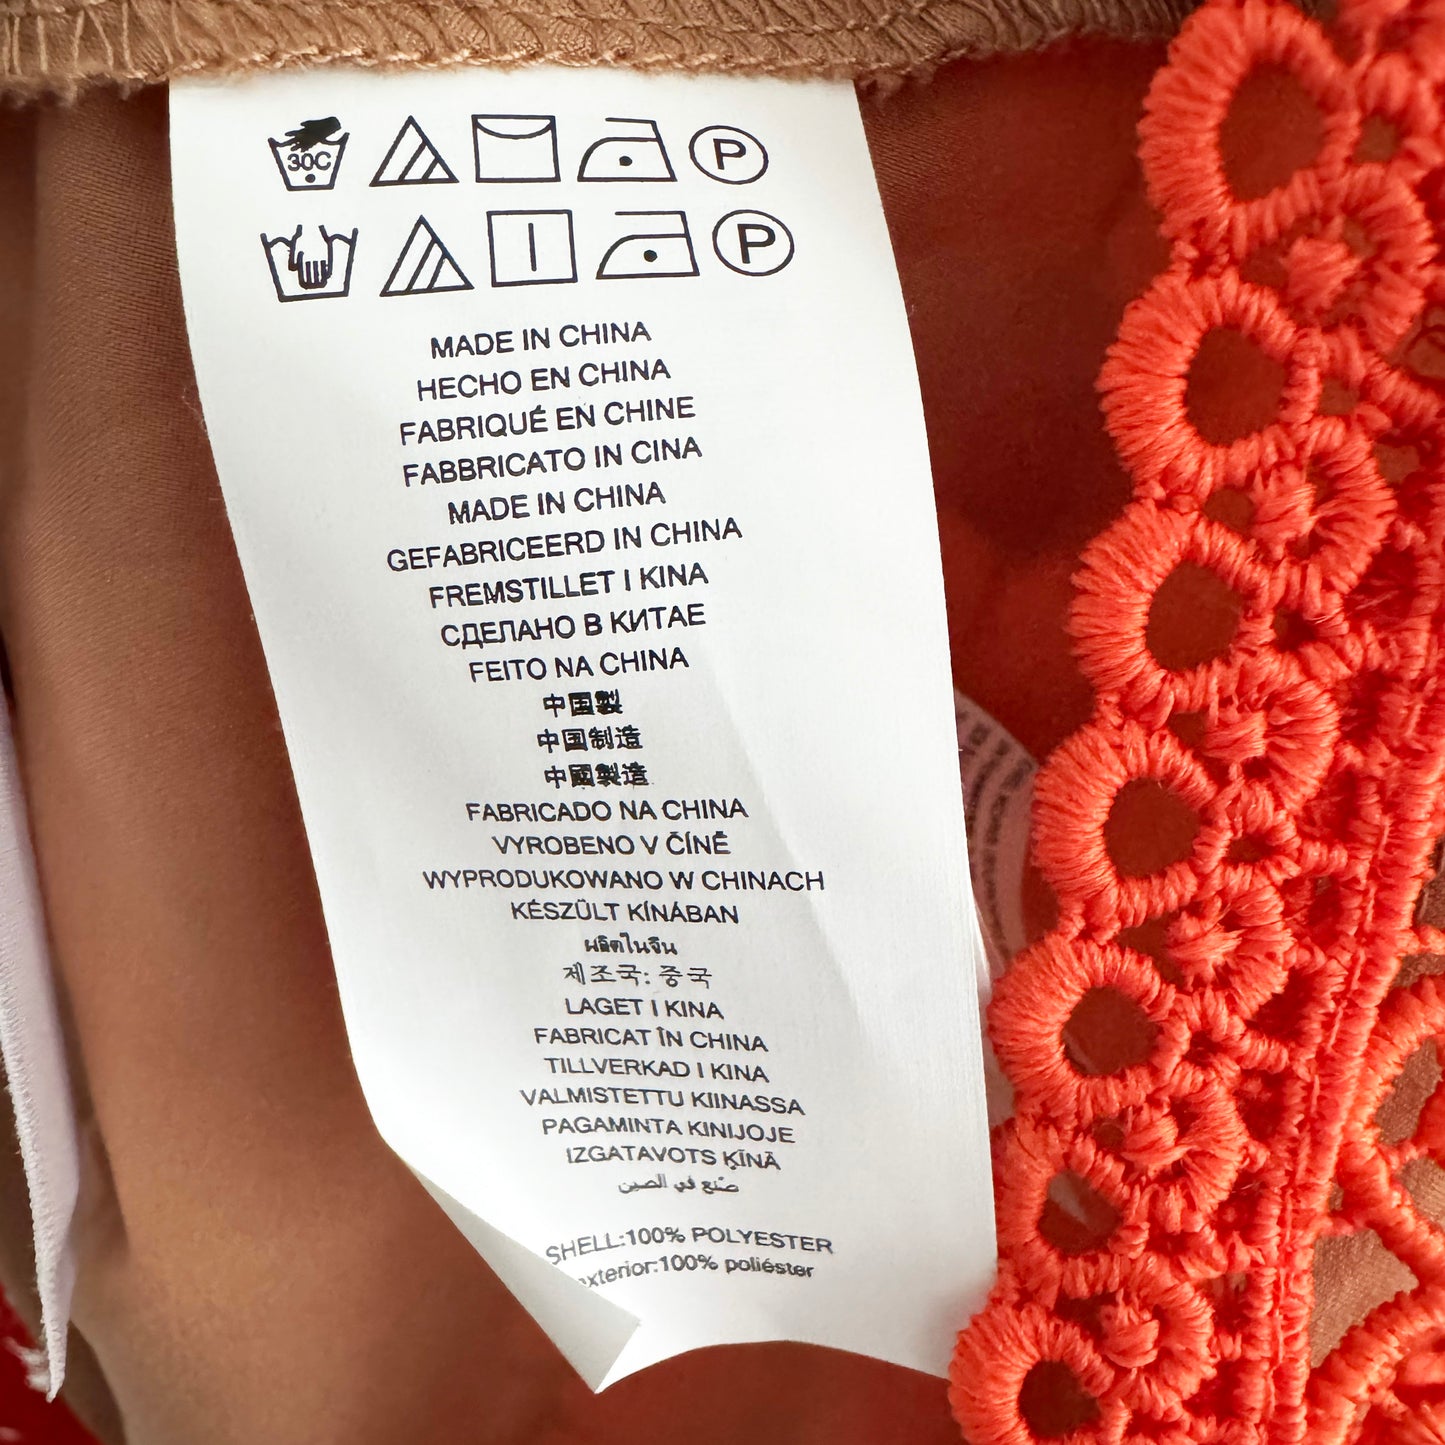 30C
P
P
MADE IN CHINA
HECHO EN CHINA
FABRIQUÉ EN CHINE
FABBRICATO IN CINA
MADE IN CHINA
GEFABRICEERD IN CHINA
FREMSTILLET I KINA
СДЕЛАНО В КИТАЕ
FEITO NA CHINA
中国製
中国制造
中國製造
FABRICADO NA CHINA
VYROBENO V ČÍNĚ
WYPRODUKOWANO W CHINACH
KÉSZÜLT KÍNÁBAN
ผลิตในจีน
제조국: 중국
LAGET I KINA
FABRICAT ÎN CHINA
TILLVERKAD I KINA
VALMISTETTU KIINASSA
PAGAMINTA KINIJOJE
IZGATAVOTS ĶĪNĀ
صنع في الصين
SHELL:100% POLYESTER
xterior:100% poliéster